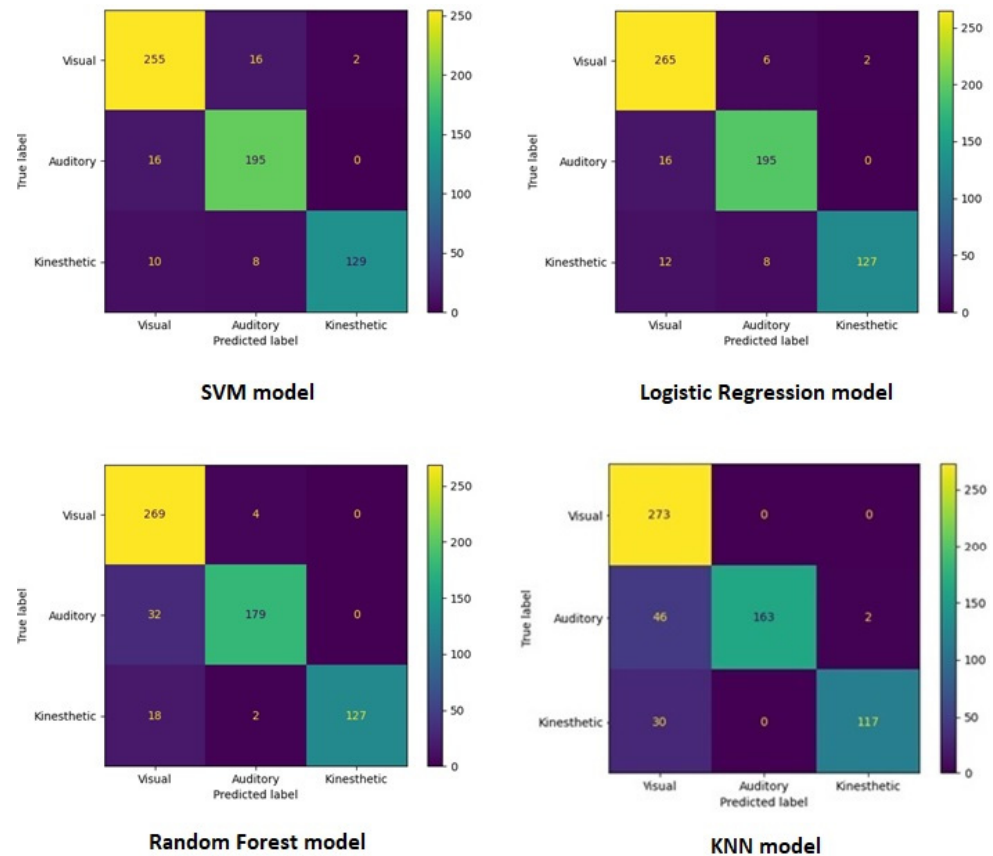 250
Visual
255
16
2
200
150
True label
Auditory
16
195
0
100
50
Kinesthetic
10
8
129
0
Visual
Auditory
Kinesthetic
Predicted label
SVM model
250
Visual
265
6
2
200
150
True label
Auditory
16
195
0
100
50
Kinesthetic
12
8
127
0
Visual
Auditory
Kinesthetic
Predicted label
Logistic Regression model
250
Visual
269
4
0
200
150
True label
Auditory
32
179
0
100
50
Kinesthetic
18
2
127
0
Visual
Auditory
Kinesthetic
Predicted label
Random Forest model
250
Visual
273
0
0
200
150
True label
Auditory
46
163
2
100
50
Kinesthetic
30
0
117
0
Visual
Auditory
Kinesthetic
Predicted label
KNN model